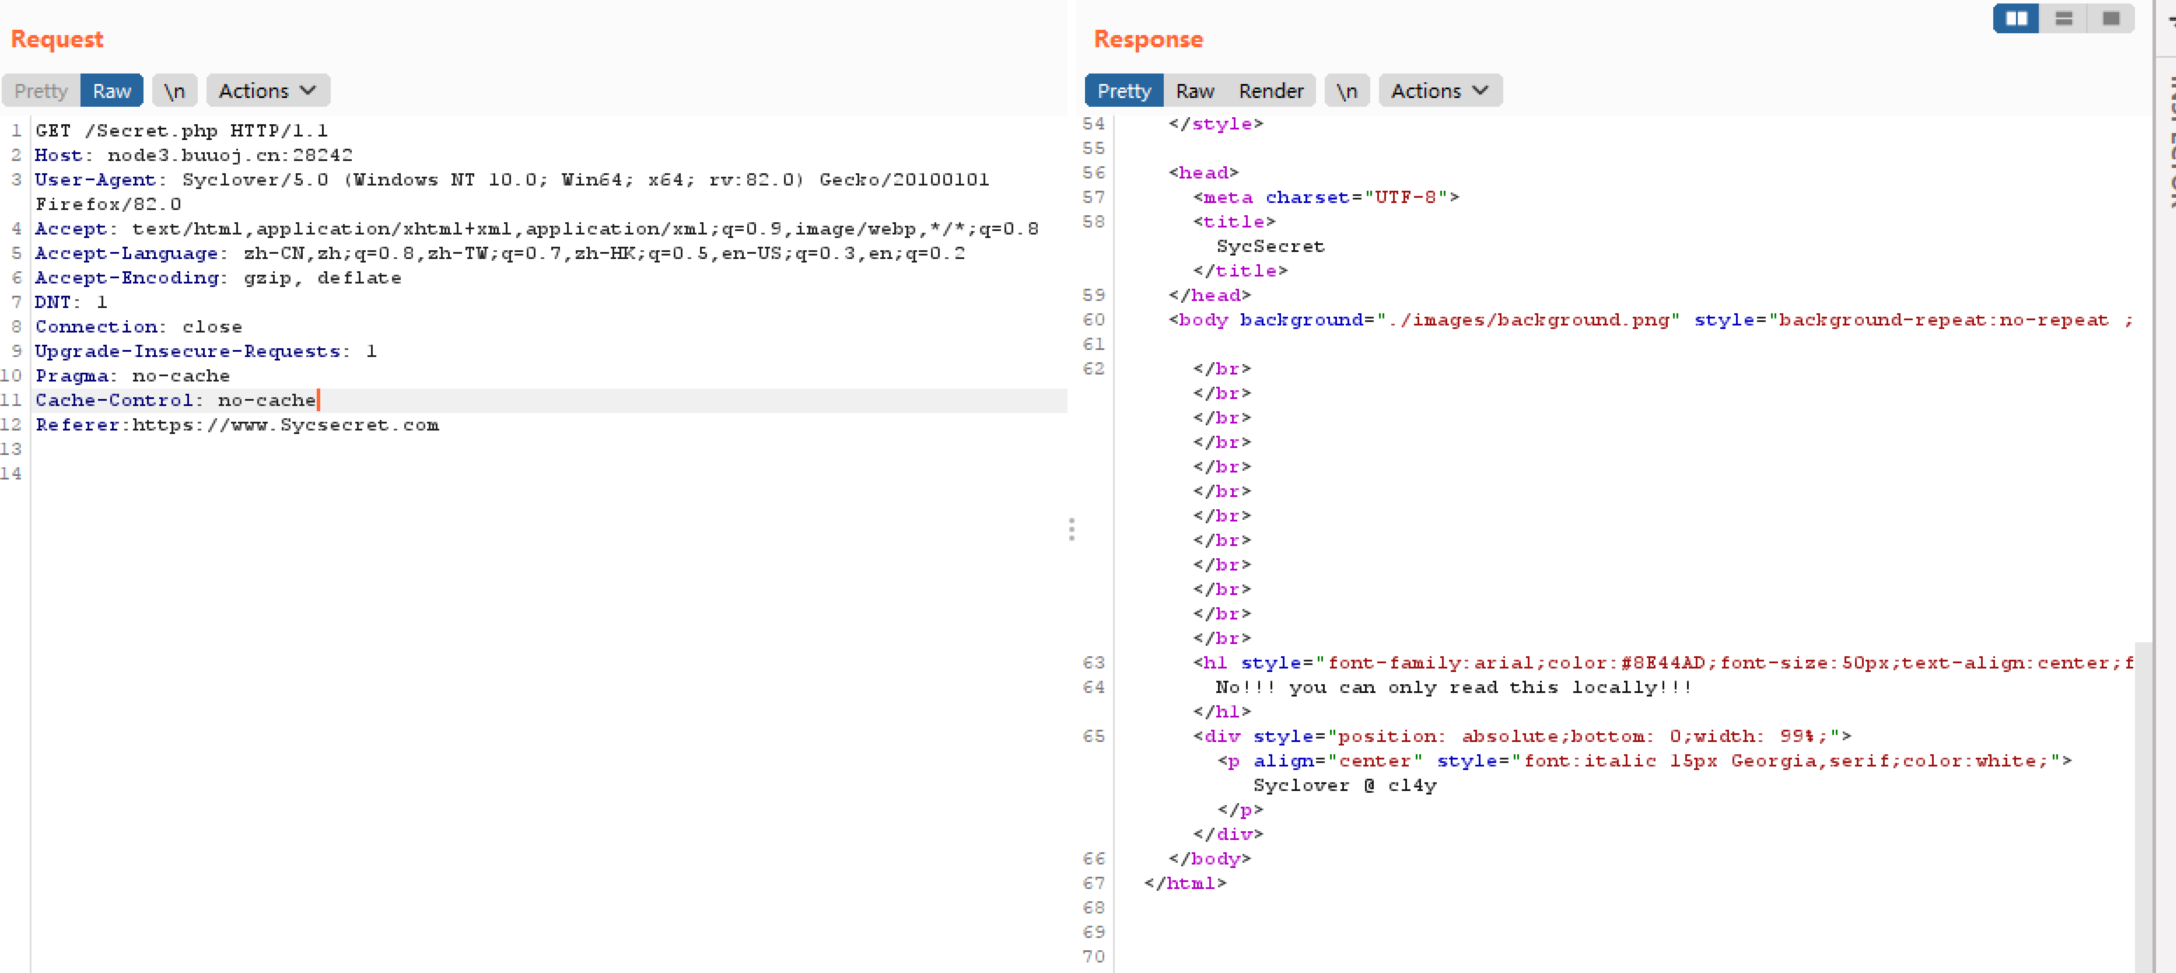 Request
Pretty Raw \n Actions
1 GET /Secret.php HTTP/1.1
2 Host: node3.buuoj.cn:28242
3 User-Agent: Syclover/5.0 (Windows NT 10.0; Win64; x64; rv:82.0) Gecko/20100101
Firefox/82.0
4 Accept: text/html,application/xhtml+xml,application/xml;q=0.9,image/webp,*/*;q=0.8
5 Accept-Language: zh-CN,zh;q=0.8,zh-TW;q=0.7,zh-HK;q=0.5,en-US;q=0.3,en;q=0.2
6 Accept-Encoding: gzip, deflate
7 DNT: 1
8 Connection: close
9 Upgrade-Insecure-Requests: 1
10 Pragma: no-cache
11 Cache-Control: no-cache
12 Referer:https://www.Sycsecret.com
13
14
Response
Pretty Raw Render \n Actions
54 </style>
55
56 <head>
57 <meta charset="UTF-8">
58 <title>
SycSecret
</title>
59 </head>
60 <body background="./images/background.png" style="background-repeat:no-repeat ;
61
62 </br>
</br>
</br>
</br>
</br>
</br>
</br>
</br>
</br>
</br>
</br>
</br>
63 <h1 style="font-family:arial;color:#8E44AD;font-size:50px;text-align:center;f
64 No!!! you can only read this locally!!!
</h1>
65 <div style="position: absolute;bottom: 0;width: 99%;">
<p align="center" style="font:italic 15px Georgia,serif;color:white;">
Syclover @ cl4y
</p>
</div>
66 </body>
67 </html>
68
69
70